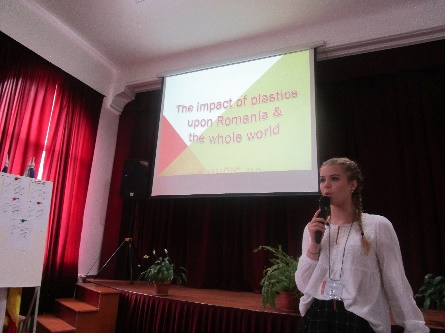 The impact of plastics
upon Romania &
the whole world